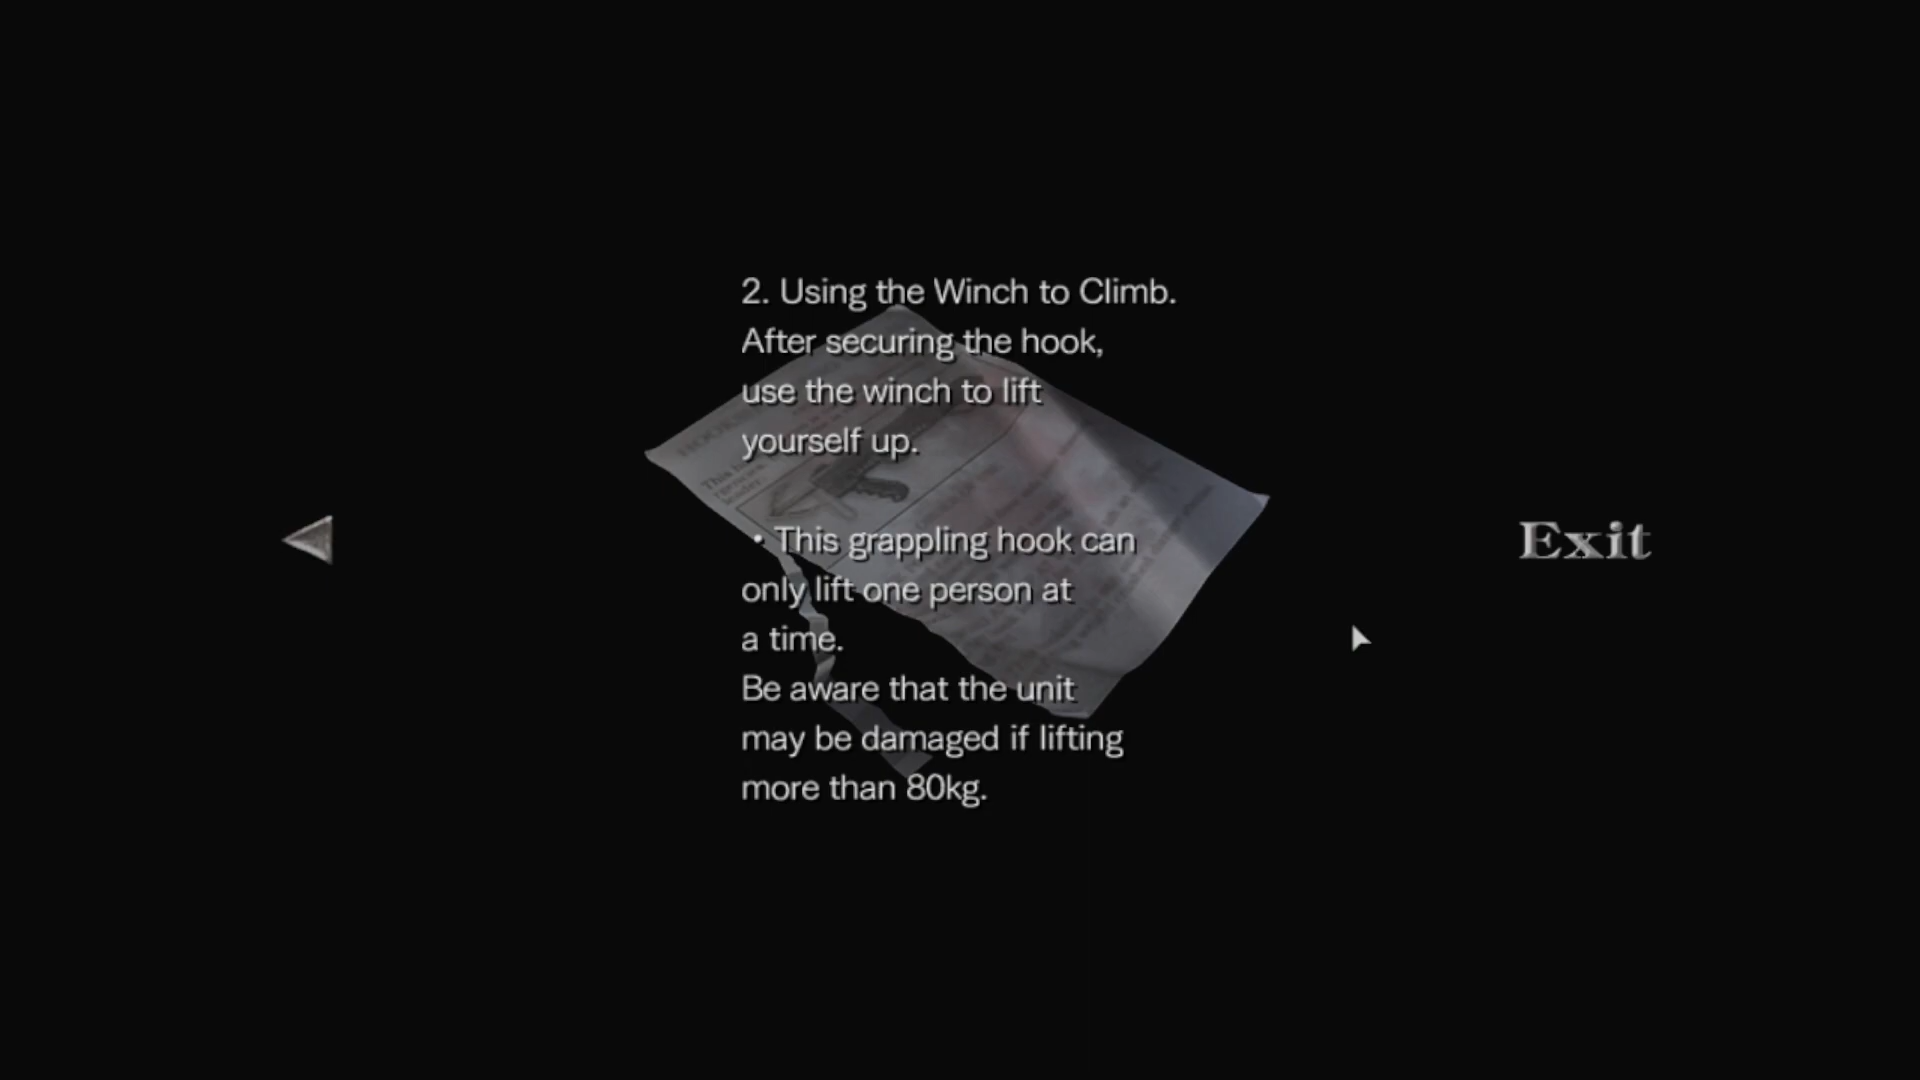 2. Using the Winch to Climb.
After securing the hook,
use the winch to lift
yourself up.
・This grappling hook can
only lift one person at
a time.
Be aware that the unit
may be damaged if lifting
more than 80kg.
Exit